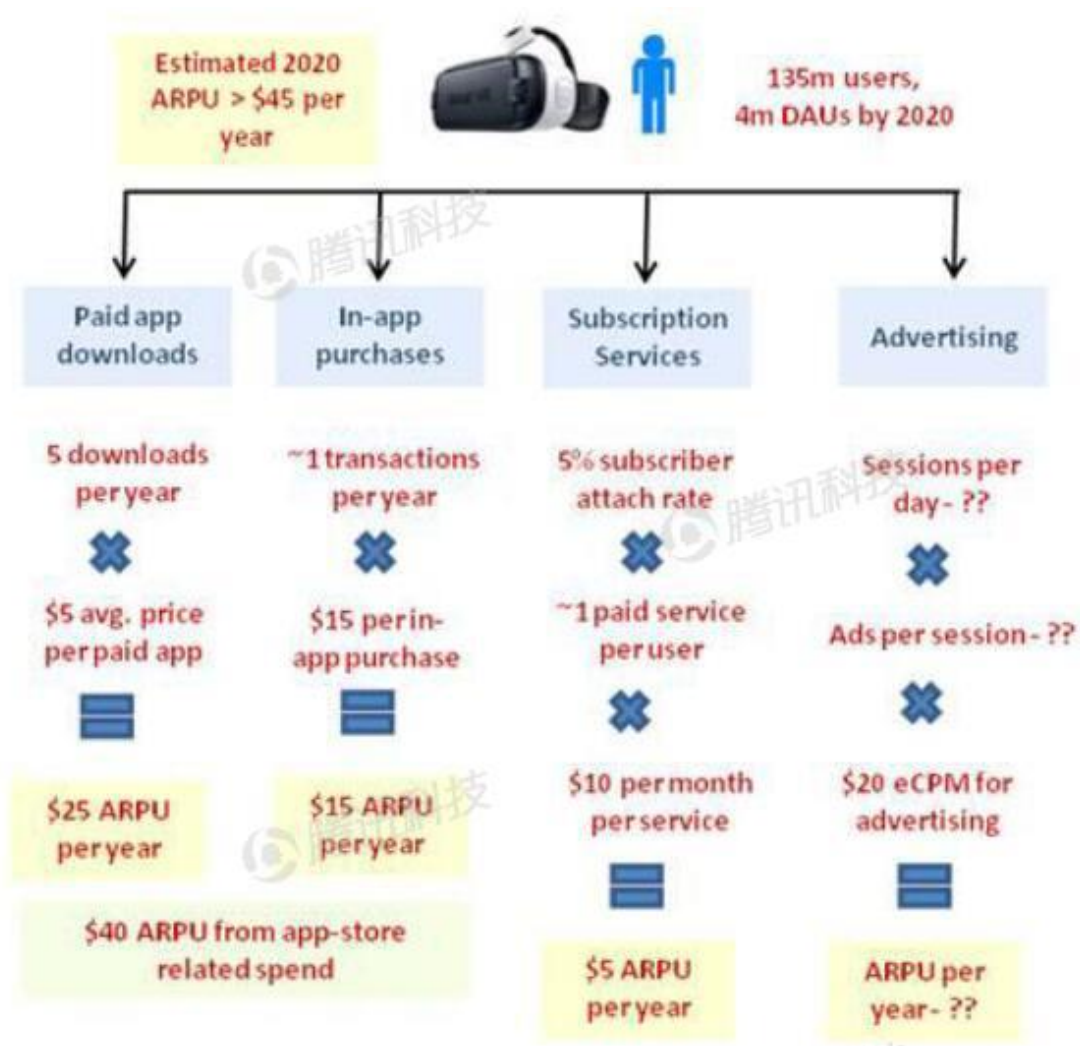 Estimated 2020
ARPU > $45 per
year
135m users,
4m DAUs by 2020
腾讯科技
Paid app
downloads
In-app
purchases
Subscription
Services
Advertising
5 downloads
per year
~1 transactions
per year
5% subscriber
attach rate
Sessions per
day- ??
腾讯科技
$5 avg. price
per paid app
$15 per in-
app purchase
~1 paid service
per user
Ads per session - ??
$25 ARPU
per year
$15 ARPU
per year
腾讯科技
$10 per month
per service
$20 eCPM for
advertising
$40 ARPU from app-store
related spend
$5 ARPU
per year
ARPU per
year- ??